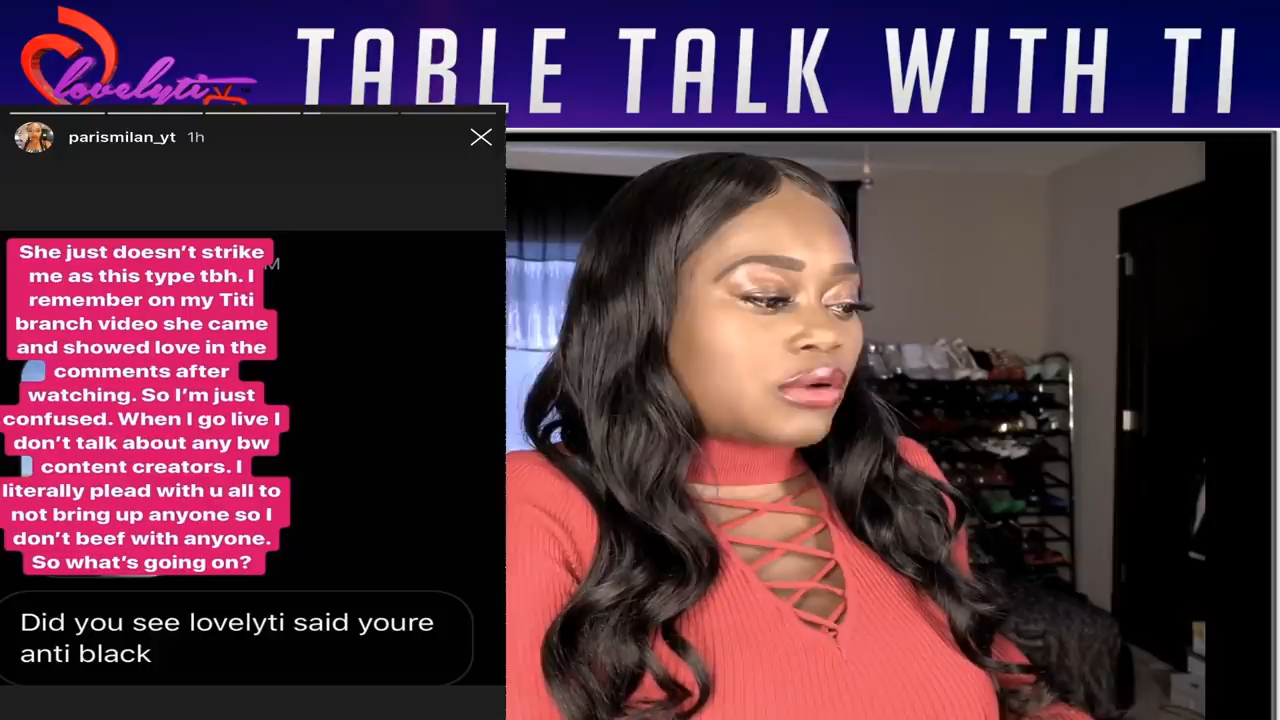 TABLE TALK WITH TI
lovelytiTV
parismilan_yt 1h
She just doesn't strike
me as this type tbh. I
remember on my Titi
branch video she came
and showed love in the
comments after
watching. So I'm just
confused. When I go live I
don't talk about any bw
content creators. I
literally plead with u all to
not bring up anyone so I
don't beef with anyone.
So what's going on?
M
Did you see lovelyti said youre
anti black